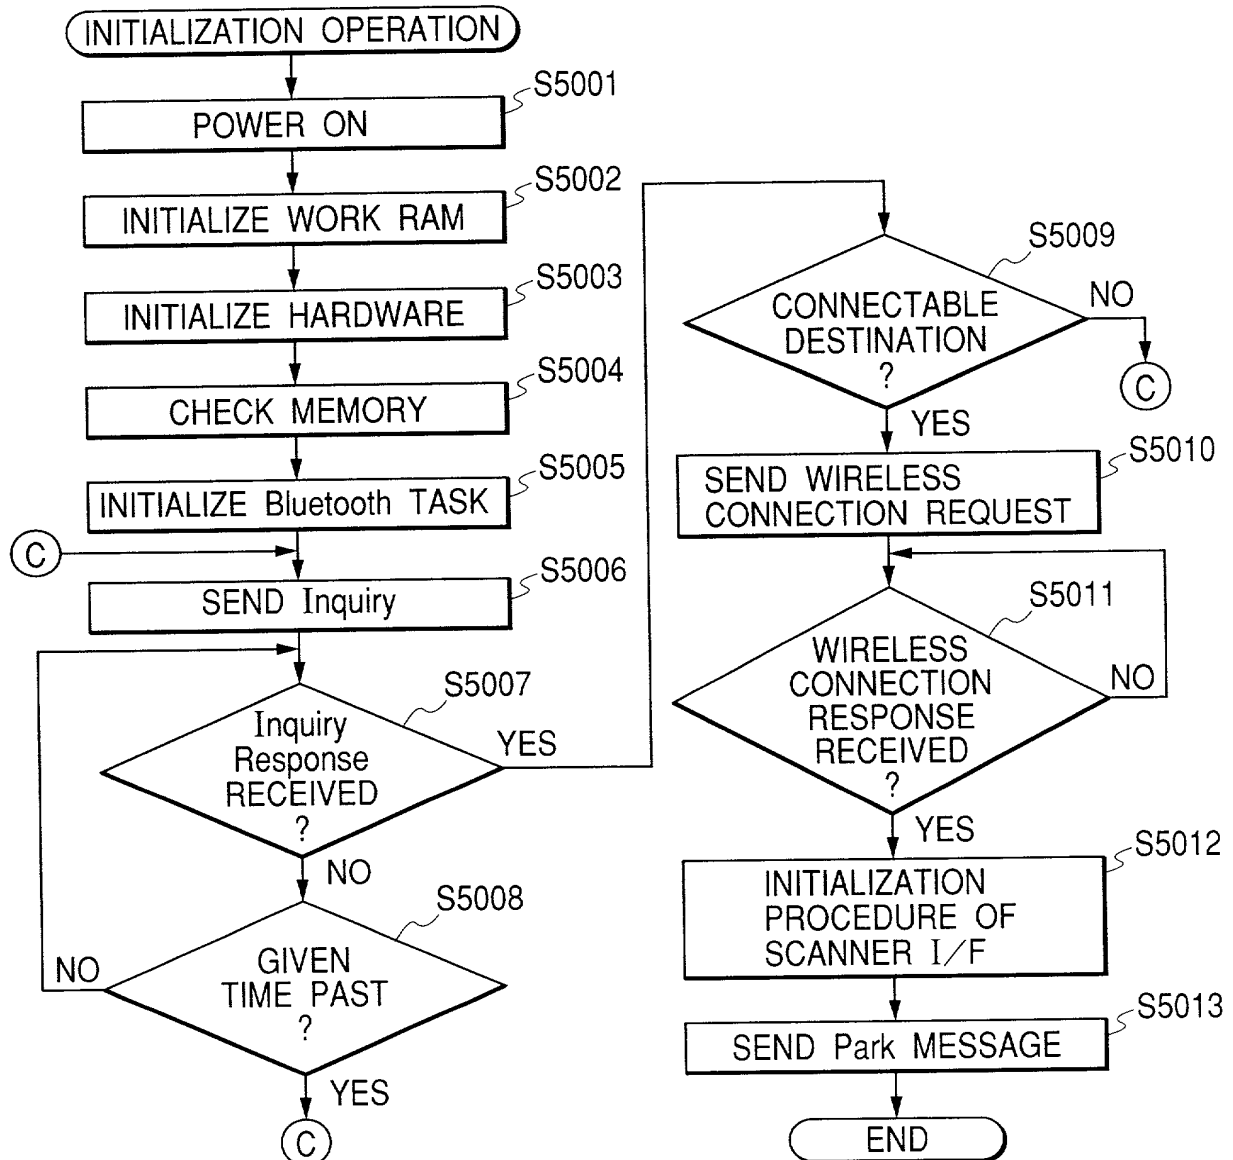 INITIALIZATION OPERATION
S5001
POWER ON
S5002
INITIALIZE WORK RAM
S5003
INITIALIZE HARDWARE
S5004
CHECK MEMORY
S5005
INITIALIZE Bluetooth TASK
C
S5006
SEND Inquiry
S5007
Inquiry
Response
RECEIVED
?
YES
NO
S5008
GIVEN
TIME PAST
?
NO
YES
C
S5009
CONNECTABLE
DESTINATION
?
NO
C
YES
S5010
SEND WIRELESS
CONNECTION REQUEST
S5011
WIRELESS
CONNECTION
RESPONSE
RECEIVED
?
NO
YES
S5012
INITIALIZATION
PROCEDURE OF
SCANNER I/F
S5013
SEND Park MESSAGE
END